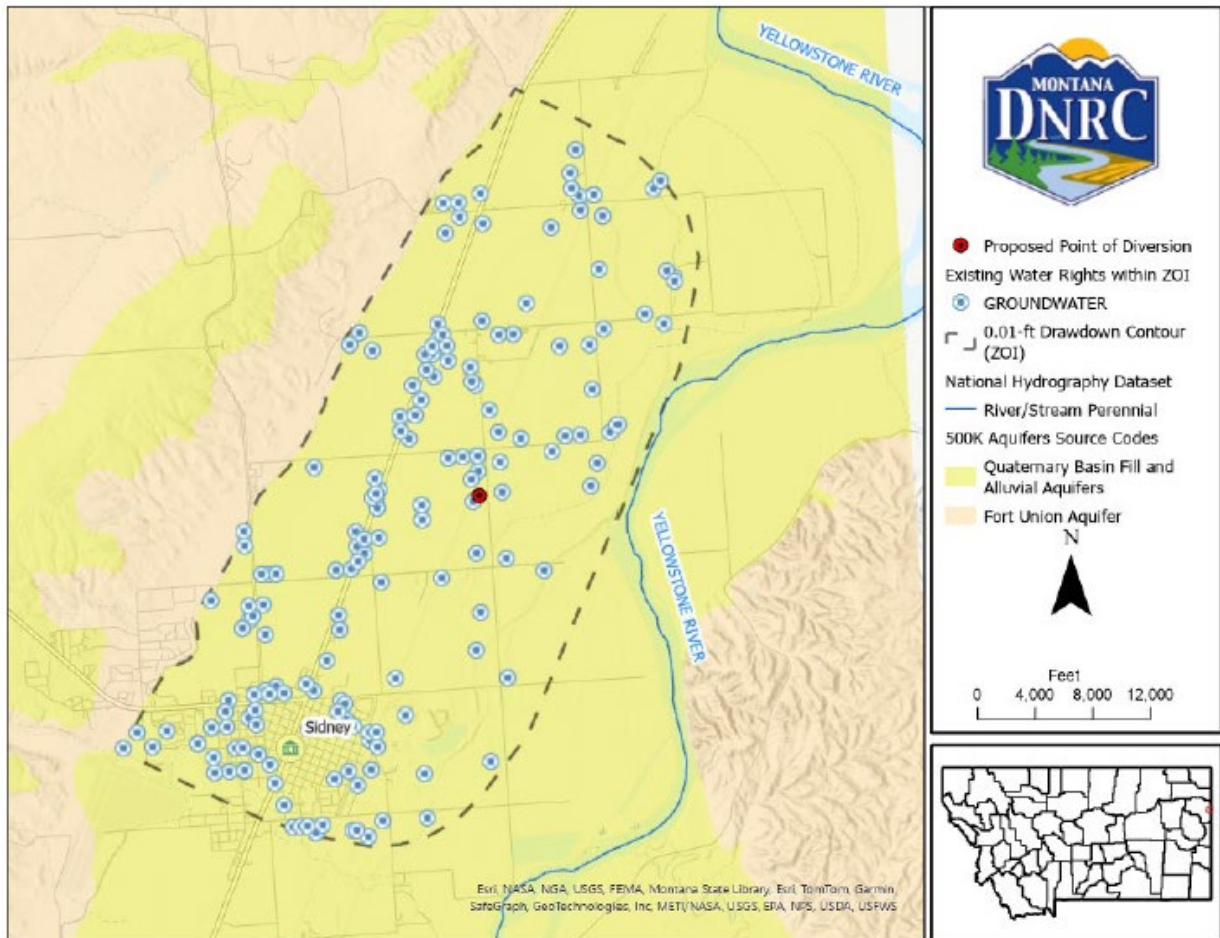 YELLOWSTONE RIVER
YELLOWSTONE RIVER
Sidney
Esri, NASA, NGA, USGS, FEMA, Montana State Library, Esri, TomTom, Garmin,
SafeGraph, GeoTechnologies, Inc, METI/NASA, USGS, EPA, NPS, USDA, USFWS
MONTANA
DNRC
Proposed Point of Diversion
Existing Water Rights within ZOI
GROUNDWATER
0.01-ft Drawdown Contour
(ZOI)
National Hydrography Dataset
River/Stream Perennial
500K Aquifers Source Codes
Quaternary Basin Fill and
Alluvial Aquifers
Fort Union Aquifer
N
Feet
0 4,000 8,000 12,000